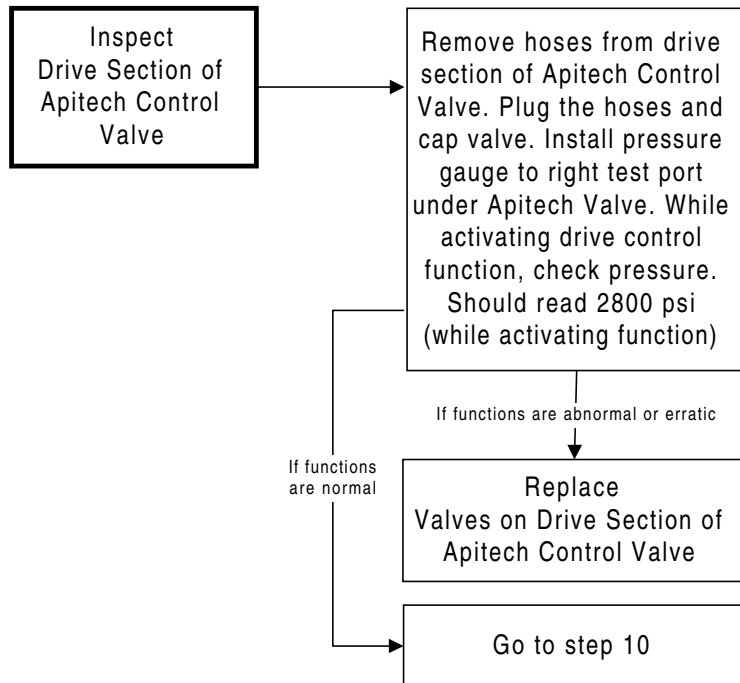 Inspect
Drive Section of
Apitech Control
Valve
Remove hoses from drive
section of Apitech Control
Valve. Plug the hoses and
cap valve. Install pressure
gauge to right test port
under Apitech Valve. While
activating drive control
function, check pressure.
Should read 2800 psi
(while activating function)
If functions are abnormal or erratic
If functions
are normal
Replace
Valves on Drive Section of
Apitech Control Valve
Go to step 10